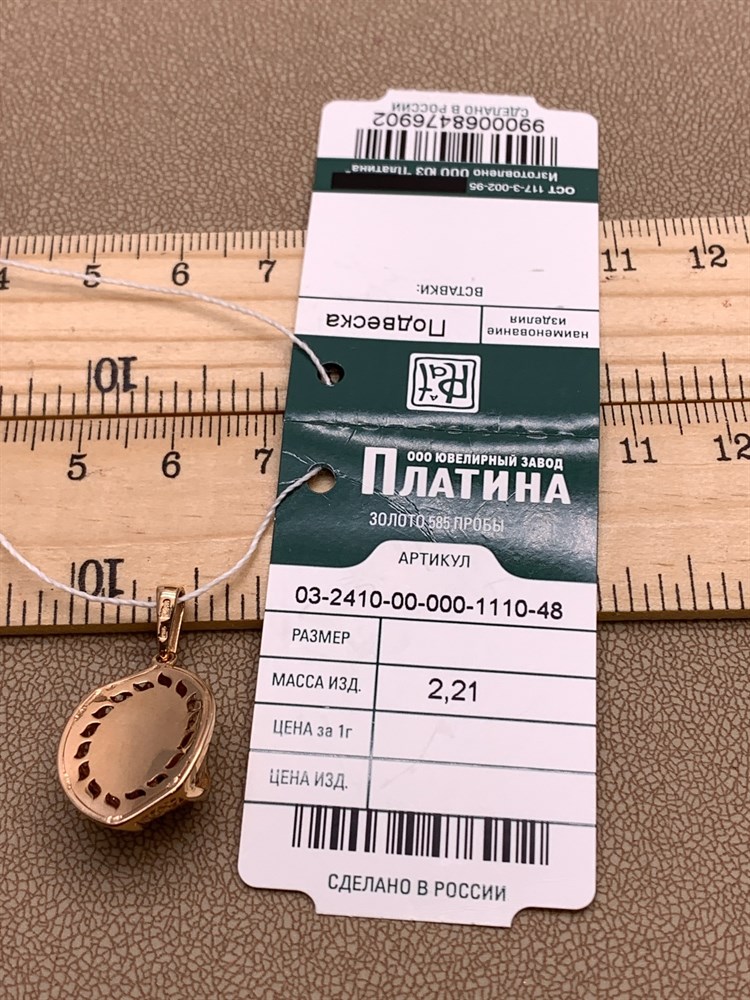 СДЕЛАНО В РОССИИ
9900068476902
Изготовлено ООО ЮЗ "Платина"
ОСТ 117-3-002-95
ВСТАВКИ:
наименование
изделия
Подвеска
Plat
4 5 6 7 11 12
10
ООО ЮВЕЛИРНЫЙ ЗАВОД
ПЛАТИНА
ЗОЛОТО 585 ПРОБЫ
5 6 7 11 12
10
АРТИКУЛ
03-2410-00-000-1110-48
РАЗМЕР
МАССА ИЗД. 2,21
ЦЕНА за 1г
ЦЕНА ИЗД.
СДЕЛАНО В РОССИИ